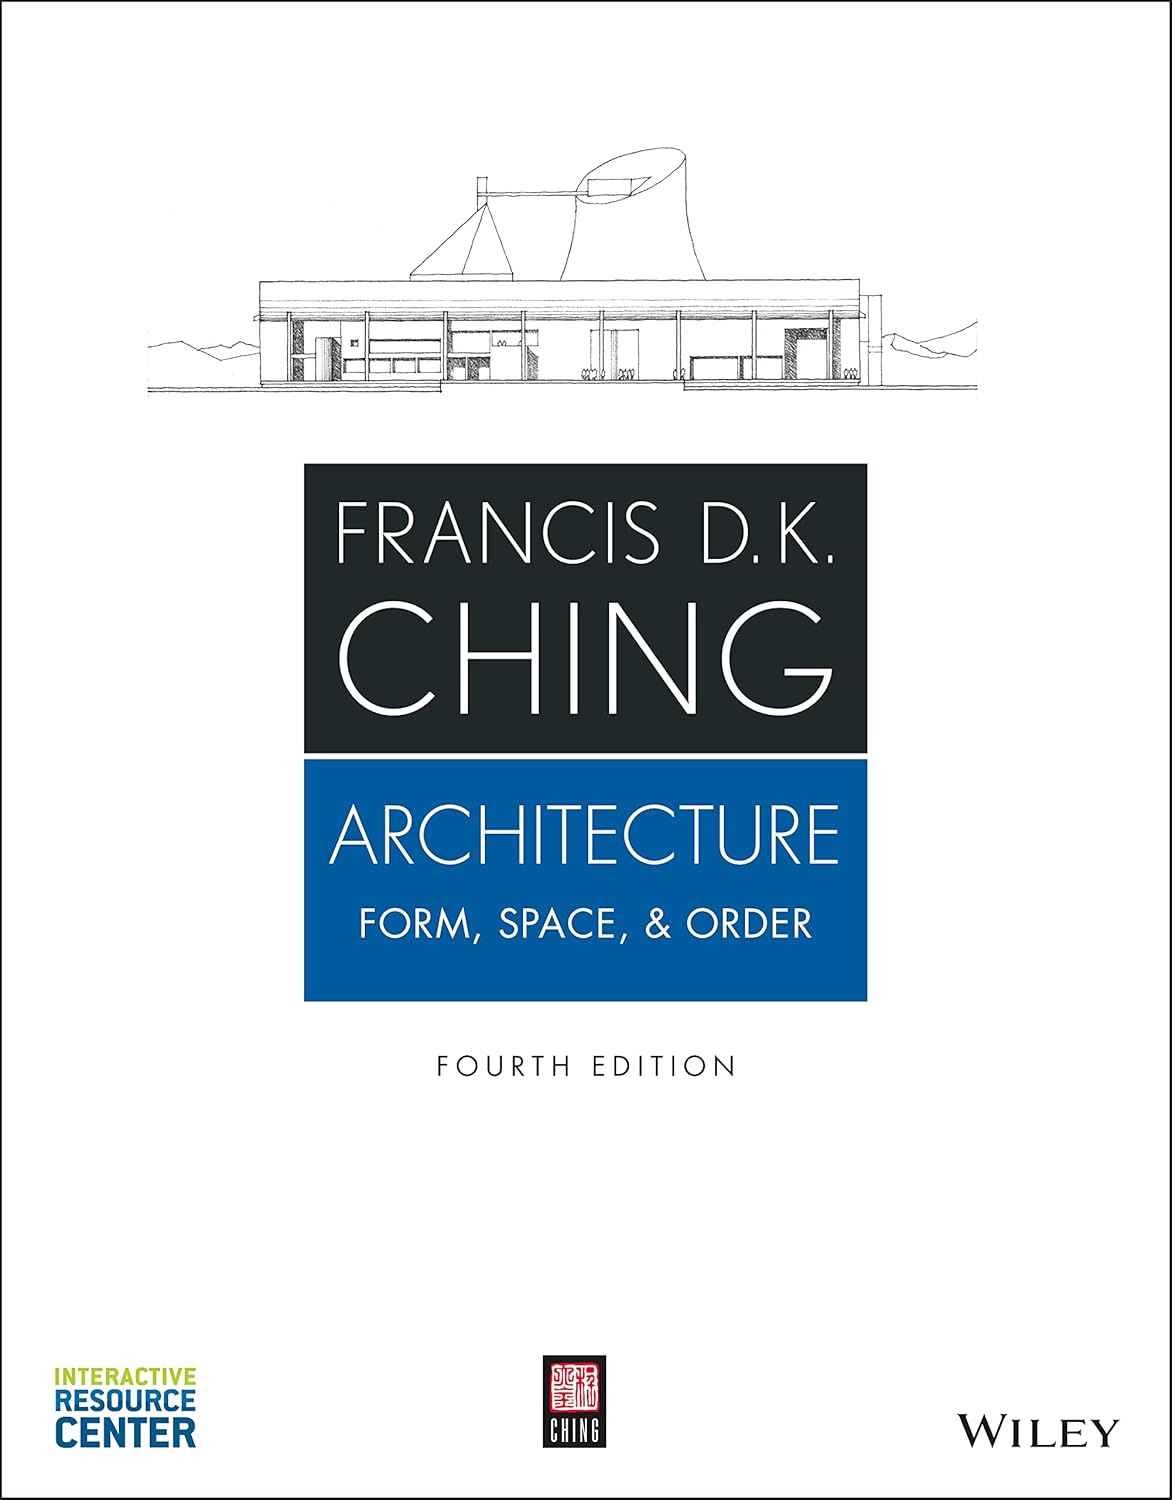 FRANCIS D.K.
CHING
ARCHITECTURE
FORM, SPACE, & ORDER
FOURTH EDITION
INTERACTIVE
RESOURCE
CENTER
CHING
WILEY